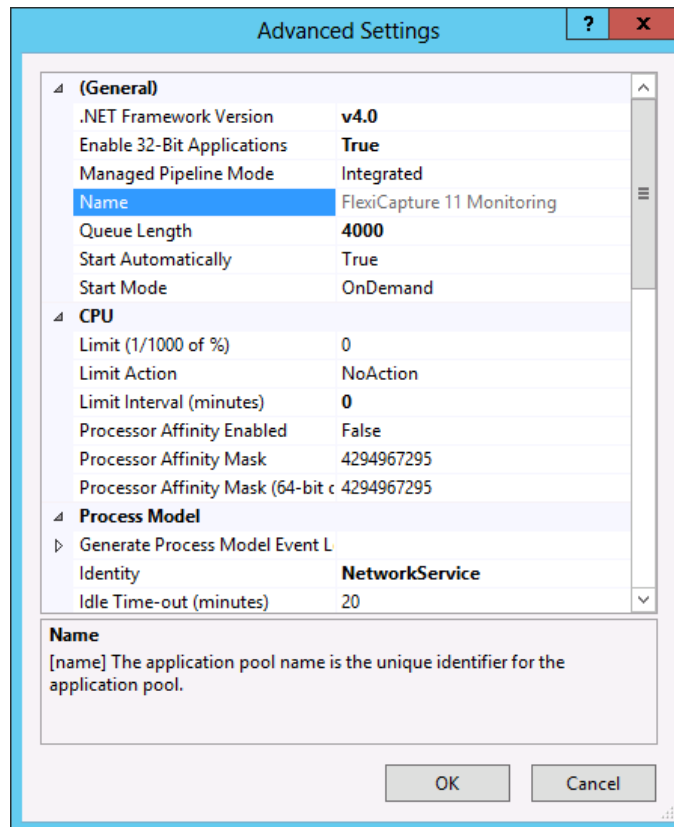 Advanced Settings
?
x
(General)
.NET Framework Version v4.0
Enable 32-Bit Applications True
Managed Pipeline Mode Integrated
Name FlexiCapture 11 Monitoring
Queue Length 4000
Start Automatically True
Start Mode OnDemand
CPU
Limit (1/1000 of %) 0
Limit Action NoAction
Limit Interval (minutes) 0
Processor Affinity Enabled False
Processor Affinity Mask 4294967295
Processor Affinity Mask (64-bit o 4294967295
Process Model
Generate Process Model Event L
Identity NetworkService
Idle Time-out (minutes) 20
Name
[name] The application pool name is the unique identifier for the
application pool.
OK Cancel